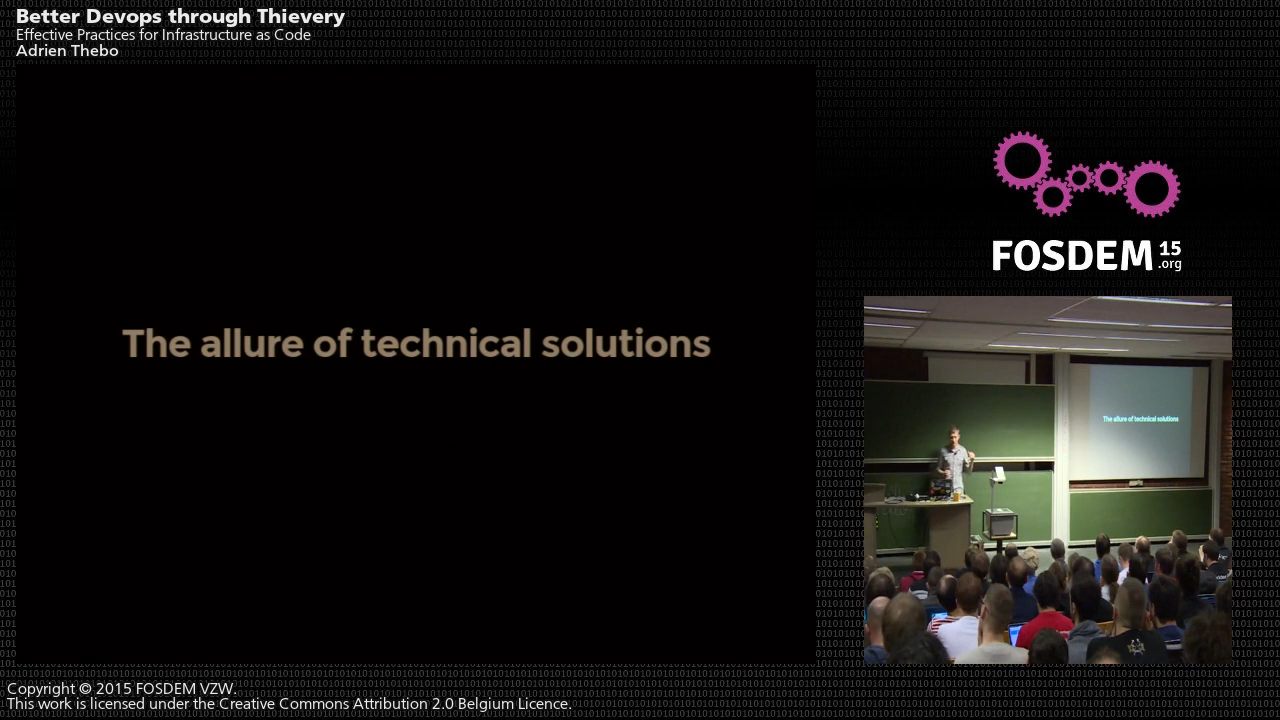 Better Devops through Thievery
Effective Practices for Infrastructure as Code
Adrien Thebo
The allure of technical solutions
FOSDEM 15
.org
The allure of technical solutions
Copyright © 2015 FOSDEM VZW.
This work is licensed under the Creative Commons Attribution 2.0 Belgium Licence.